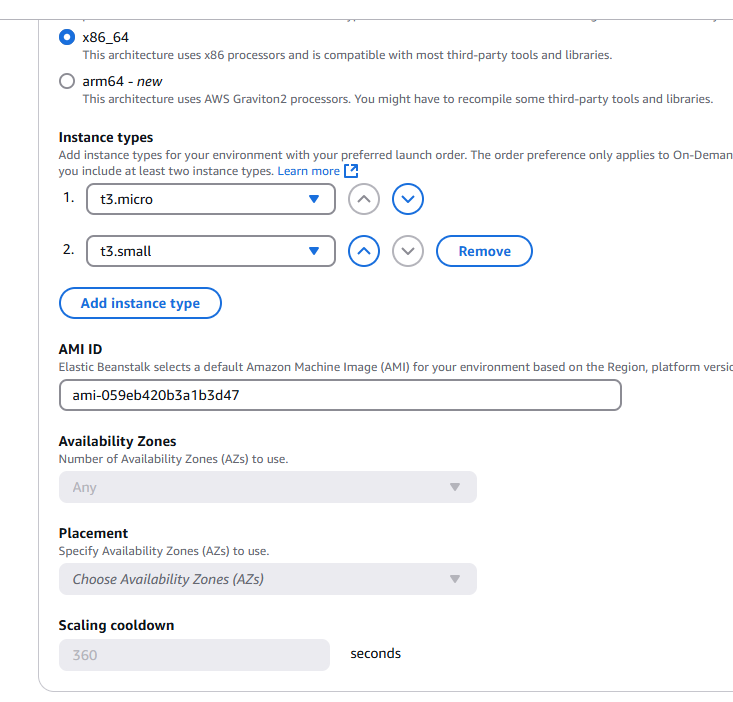 x86_64
This architecture uses x86 processors and is compatible with most third-party tools and libraries.
arm64 - new
This architecture uses AWS Graviton2 processors. You might have to recompile some third-party tools and libraries.
Instance types
Add instance types for your environment with your preferred launch order. The order preference only applies to On-Deman
you include at least two instance types. Learn more
1. t3.micro
2. t3.small Remove
Add instance type
AMI ID
Elastic Beanstalk selects a default Amazon Machine Image (AMI) for your environment based on the Region, platform versio
ami-059eb420b3a1b3d47
Availability Zones
Number of Availability Zones (AZs) to use.
Any
Placement
Specify Availability Zones (AZs) to use.
Choose Availability Zones (AZs)
Scaling cooldown
360 seconds